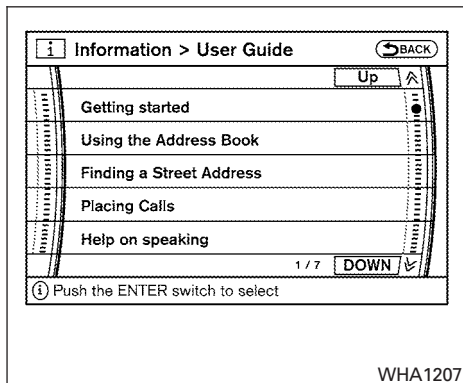 i Information > User Guide BACK
Up
Getting started
Using the Address Book
Finding a Street Address
Placing Calls
Help on speaking
1 / 7 DOWN
i Push the ENTER switch to select
WHA1207